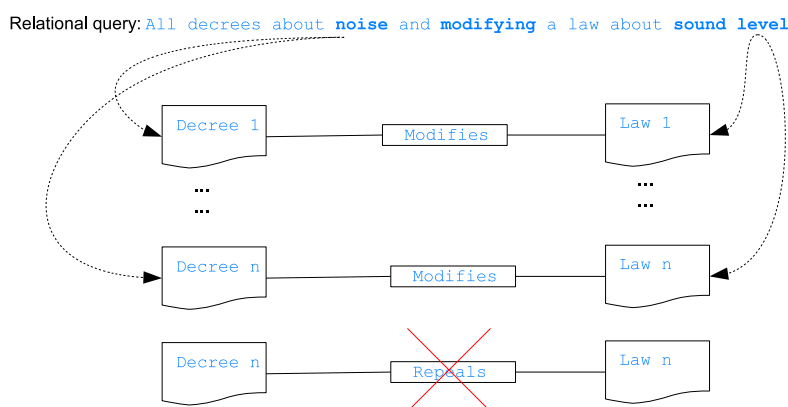 Relational query: All decrees about noise and modifying a law about sound level
Decree 1 Modifies Law 1
... ...
... ...
Decree n Modifies Law n
Decree n Repeals Law n